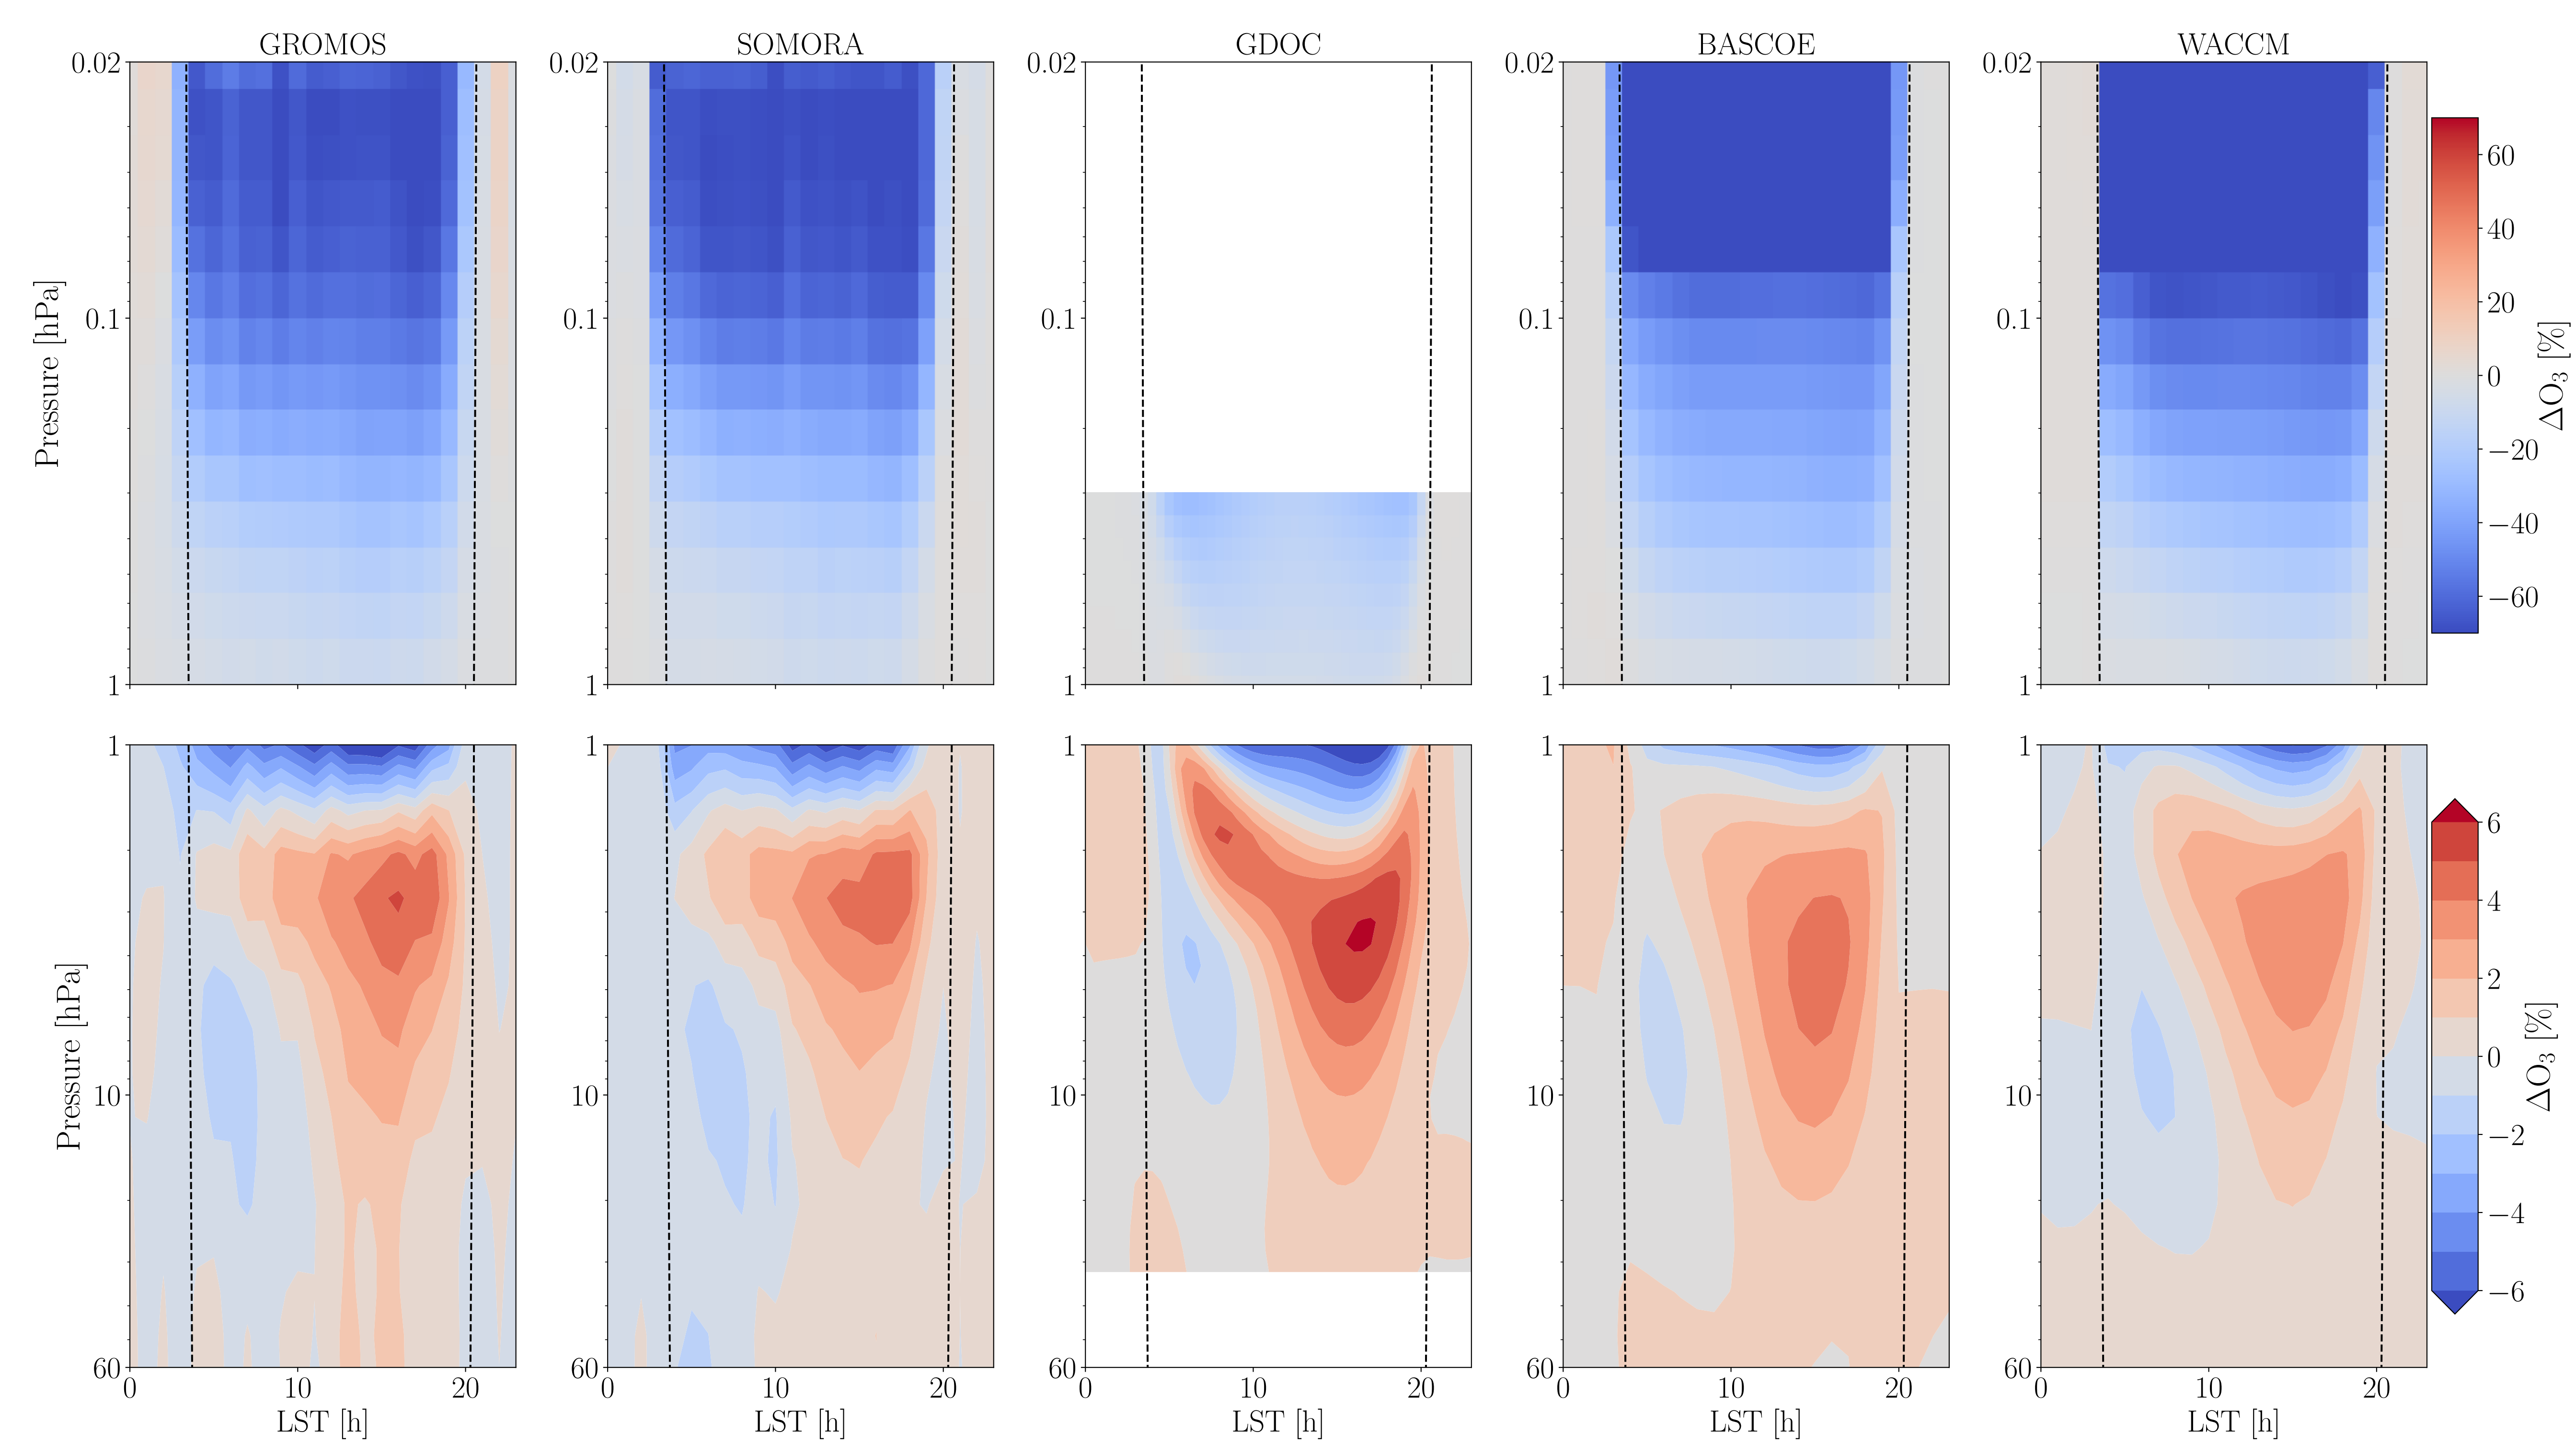 GROMOS SOMORA GDOC BASCOE WACCM
0.02 0.02 0.02 0.02 0.02
60
40
20
0.1 0.1 0.1 0.1 0.1
0
−20
−40
−60
1 1 1 1 1
Pressure [hPa]
ΔO₃ [%]
1 1 1 1 1
6
4
2
0
10 10 10 10 10
−2
−4
−6
60 60 60 60 60
Pressure [hPa]
ΔO₃ [%]
0 10 20 0 10 20 0 10 20 0 10 20 0 10 20
LST [h] LST [h] LST [h] LST [h] LST [h]